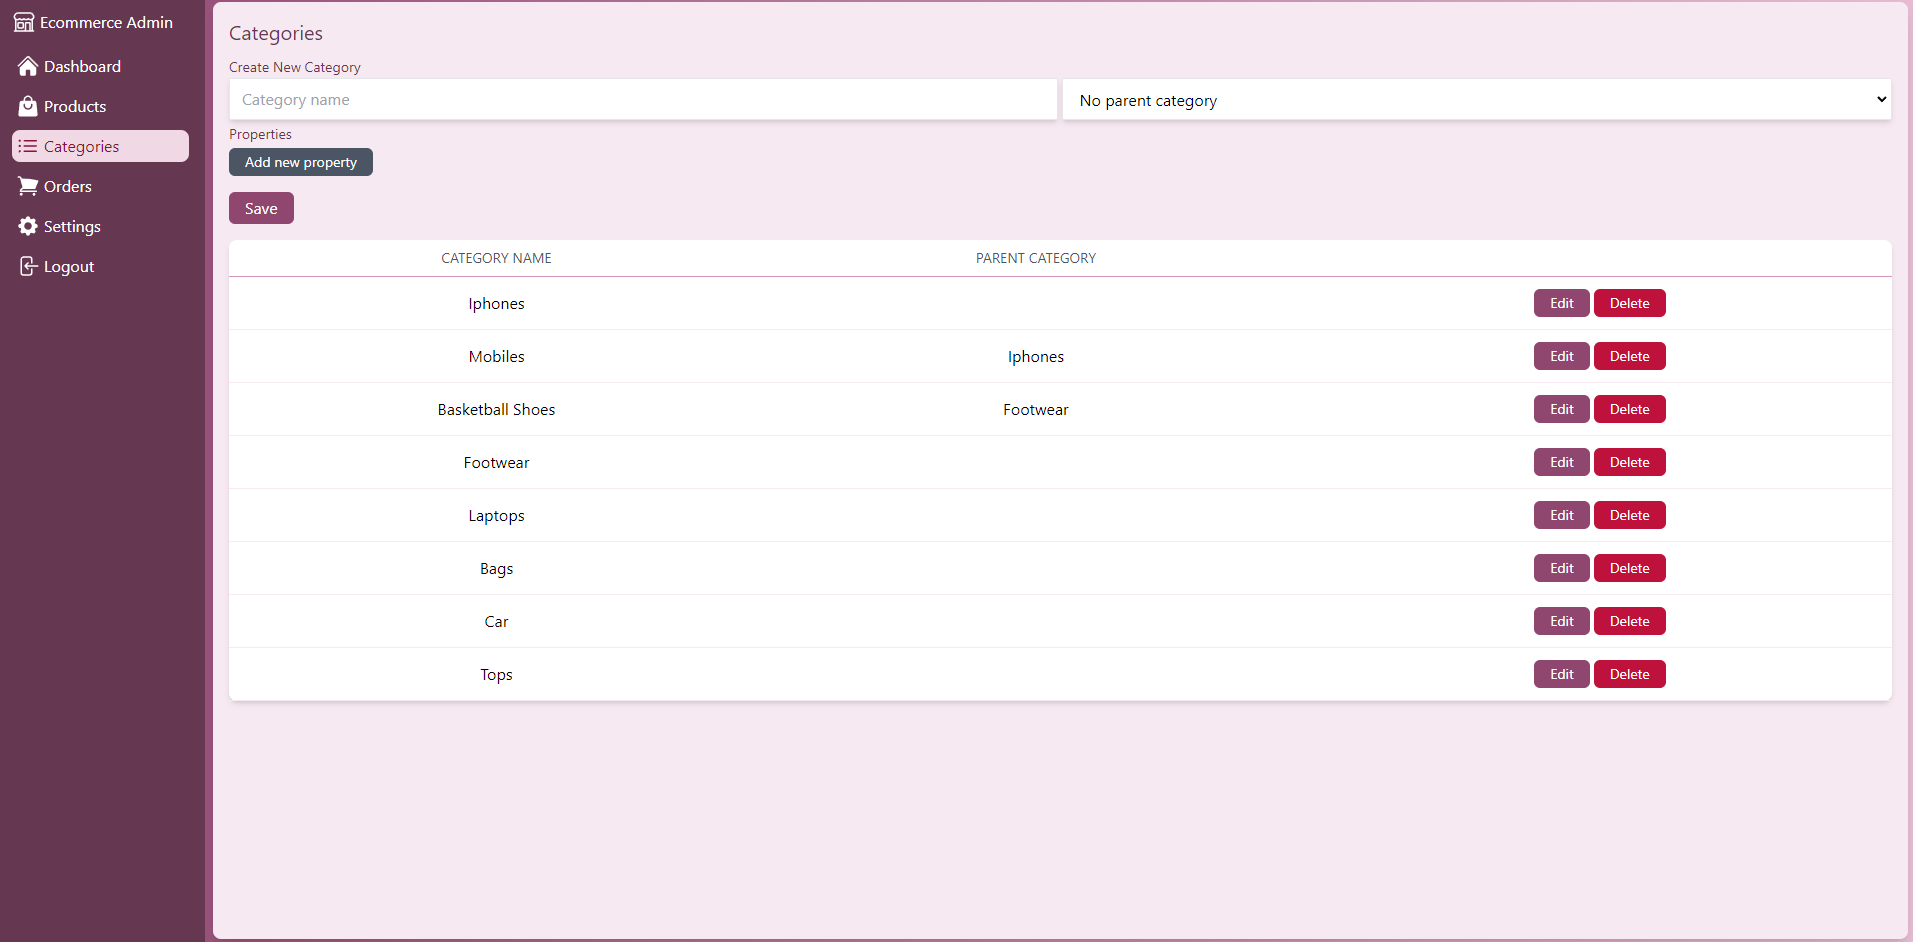 Ecommerce Admin
Dashboard
Products
Categories
Orders
Settings
Logout
Categories
Create New Category
Category name
No parent category
Properties
Add new property
Save
CATEGORY NAME PARENT CATEGORY
Iphones Edit Delete
Mobiles Iphones Edit Delete
Basketball Shoes Footwear Edit Delete
Footwear Edit Delete
Laptops Edit Delete
Bags Edit Delete
Car Edit Delete
Tops Edit Delete